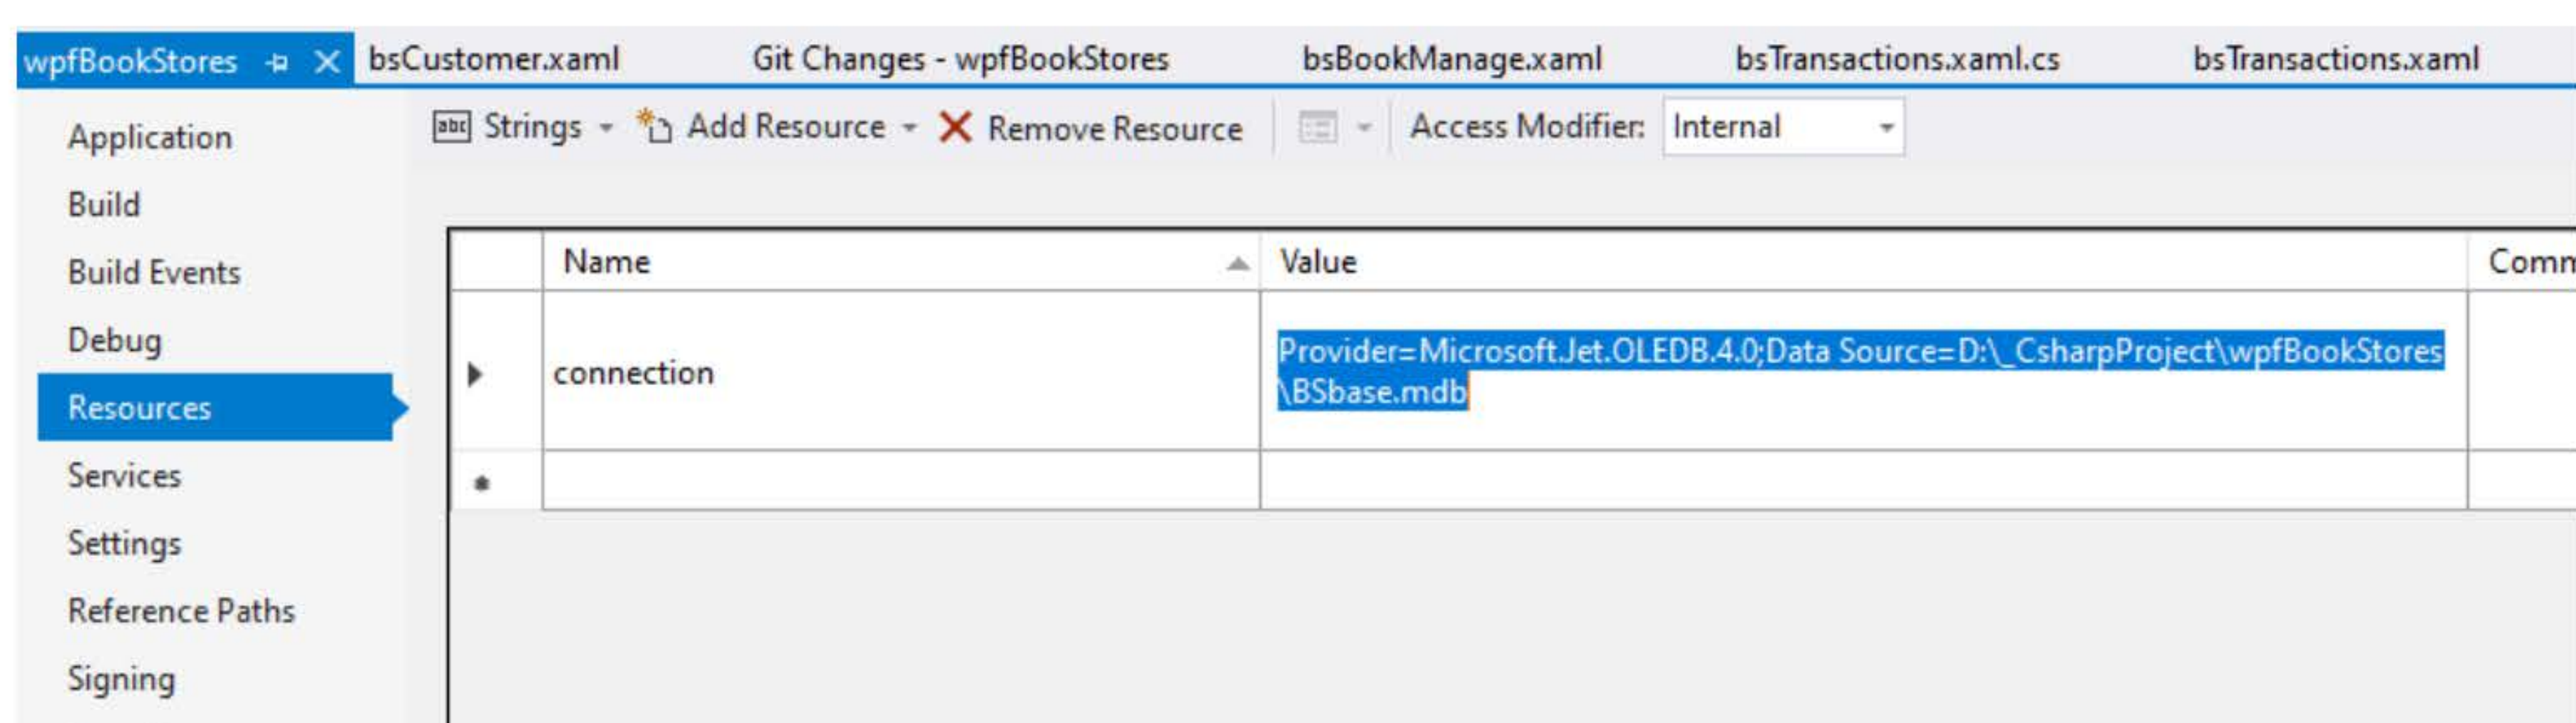 wpfBookStores bsCustomer.xaml Git Changes - wpfBookStores bsBookManage.xaml bsTransactions.xaml.cs bsTransactions.xaml
abc Strings Add Resource Remove Resource Access Modifier: Internal
Application
Build
Build Events
Debug
Resources
Services
Settings
Reference Paths
Signing
Name Value Comm
connection Provider=Microsoft.Jet.OLEDB.4.0;Data Source=D:\_CsharpProject\wpfBookStores
\BSbase.mdb